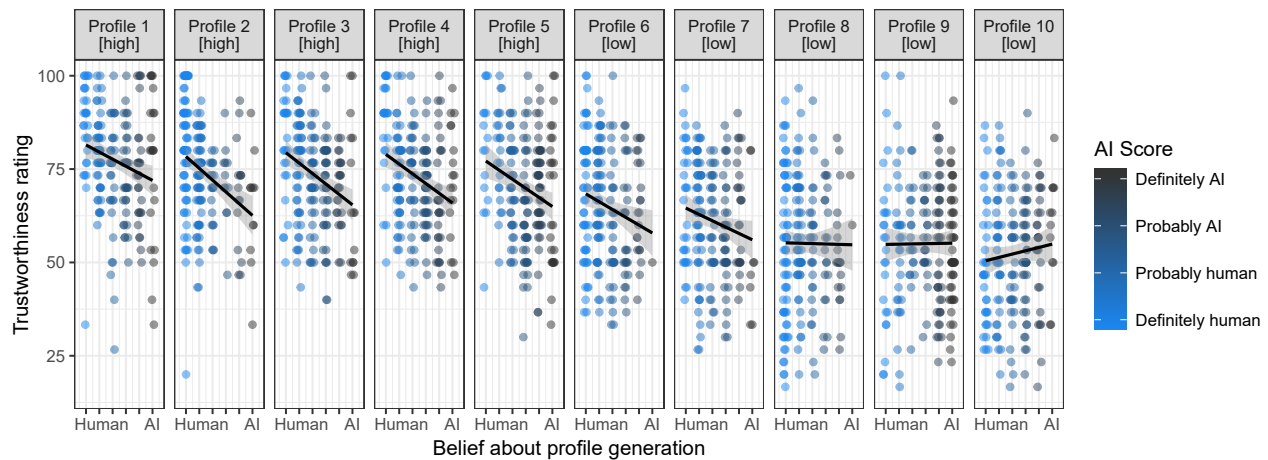 Profile 1
[high]
Profile 2
[high]
Profile 3
[high]
Profile 4
[high]
Profile 5
[high]
Profile 6
[low]
Profile 7
[low]
Profile 8
[low]
Profile 9
[low]
Profile 10
[low]
Trustworthiness rating
100
75
50
25
Human AI
Human AI
Human AI
Human AI
Human AI
Human AI
Human AI
Human AI
Human AI
Human AI
Belief about profile generation
AI Score
Definitely AI
Probably AI
Probably human
Definitely human